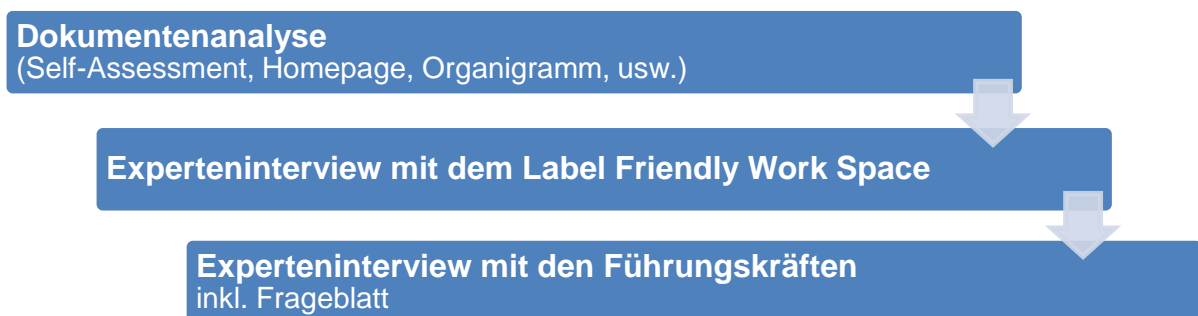 Dokumentenanalyse
(Self-Assessment, Homepage, Organigramm, usw.)
Experteninterview mit dem Label Friendly Work Space
Experteninterview mit den Führungskräften
inkl. Frageblatt